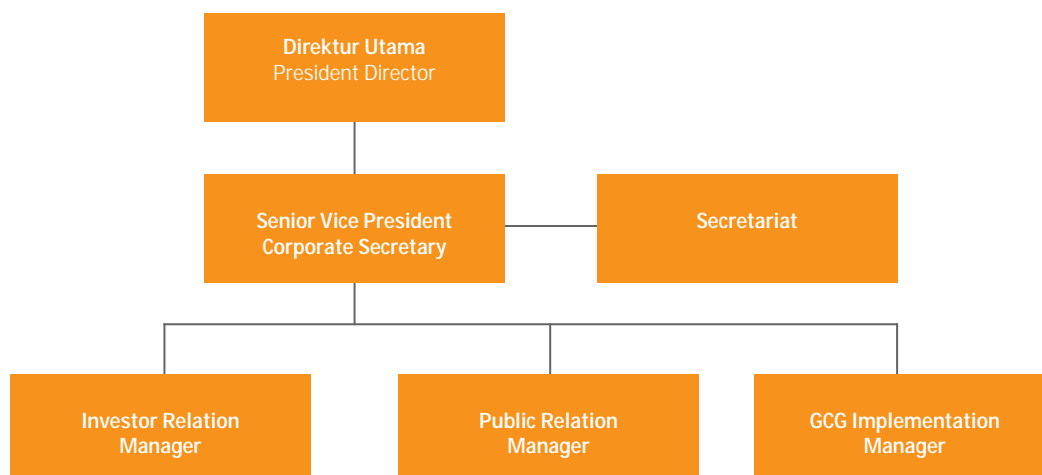 Direktur Utama
President Director
Senior Vice President
Corporate Secretary
Secretariat
Investor Relation
Manager
Public Relation
Manager
GCG Implementation
Manager